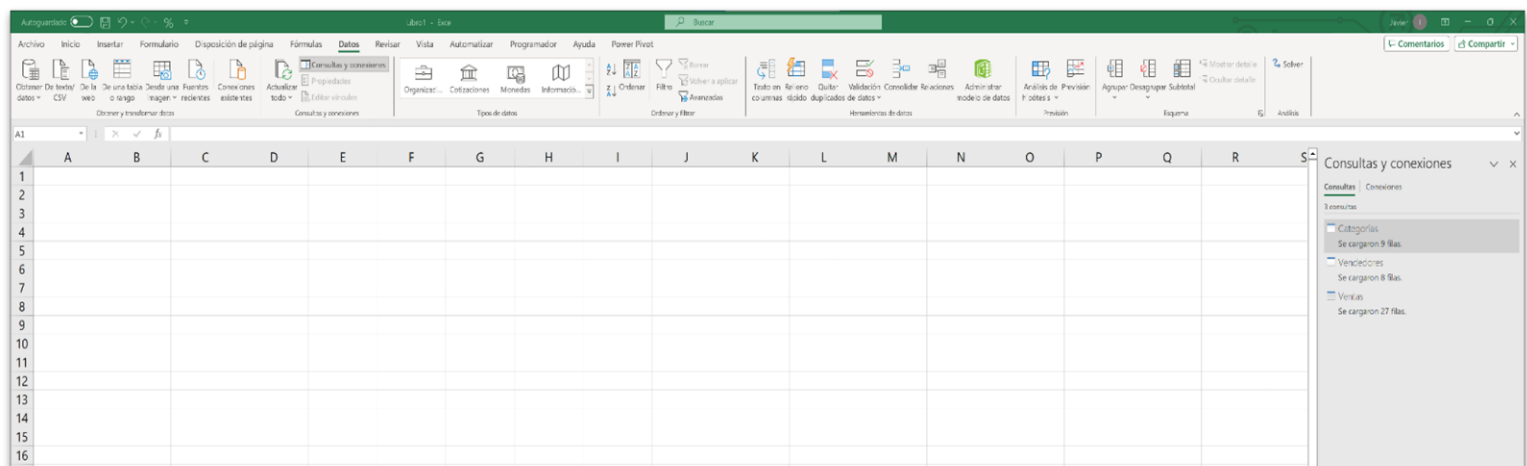 Autoguardado
Libro1 - Excel
Buscar
Javier
Archivo Inicio Insertar Formulario Disposición de página Fórmulas Datos Revisar Vista Automatizar Programador Ayuda Power Pivot
Comentarios Compartir
Obtener datos
De texto/ CSV
De la web
De una tabla o rango
Desde una imagen
Fuentes recientes
Conexiones existentes
Obtener y transformar datos
Actualizar todo
Consultas y conexiones
Propiedades
Editar vínculos
Consultas y conexiones
Organizaci... Cotizaciones Monedas Informació...
Tipos de datos
Ordenar
Filtro
Borrar
Volver a aplicar
Avanzadas
Ordenar y filtrar
Texto en columnas
Relleno rápido
Quitar duplicados
Validación de datos
Consolidar
Relaciones
Administrar modelo de datos
Herramientas de datos
Análisis de Hipótesis
Previsión
Previsión
Agrupar
Desagrupar
Subtotal
Mostrar detalle
Ocultar detalle
Esquema
Solver
Análisis
A1
fx
A B C D E F G H I J K L M N O P Q R S
1
2
3
4
5
6
7
8
9
10
11
12
13
14
15
16
Consultas y conexiones
Consultas Conexiones
3 consultas
Categorías
Se cargaron 9 filas.
Vendedores
Se cargaron 8 filas.
Ventas
Se cargaron 27 filas.